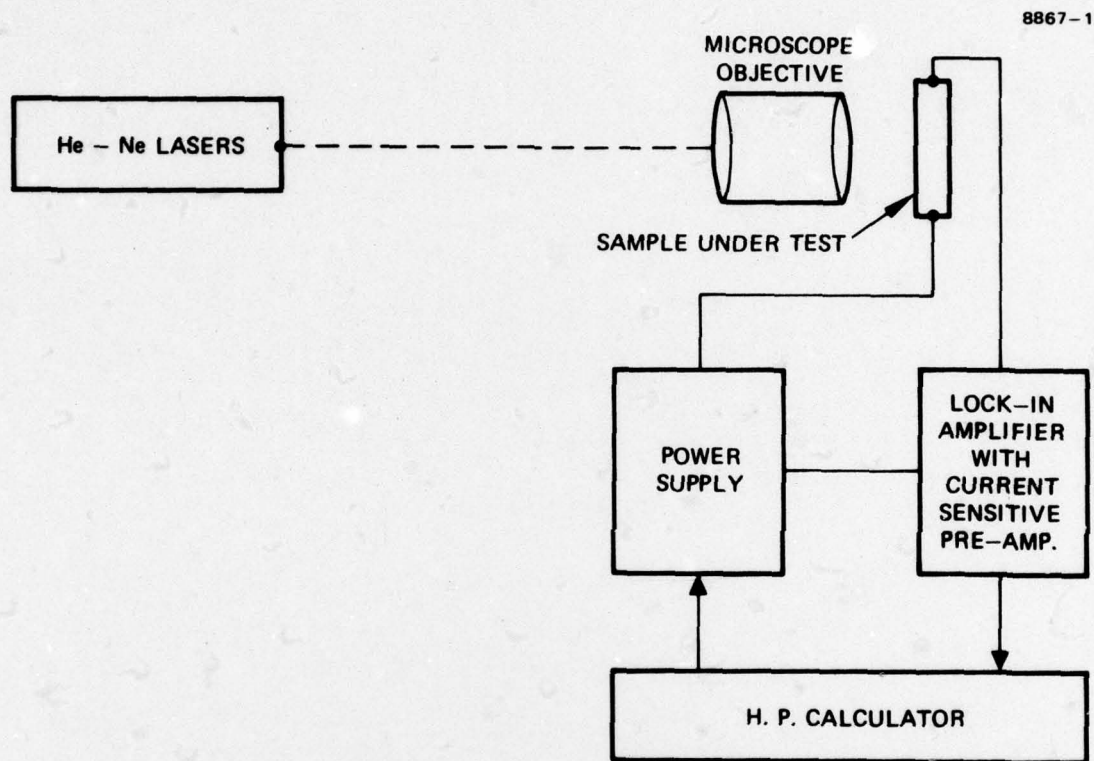 8867-1
MICROSCOPE
OBJECTIVE
He – Ne LASERS
SAMPLE UNDER TEST
POWER
SUPPLY
LOCK-IN
AMPLIFIER
WITH
CURRENT
SENSITIVE
PRE-AMP.
H. P. CALCULATOR